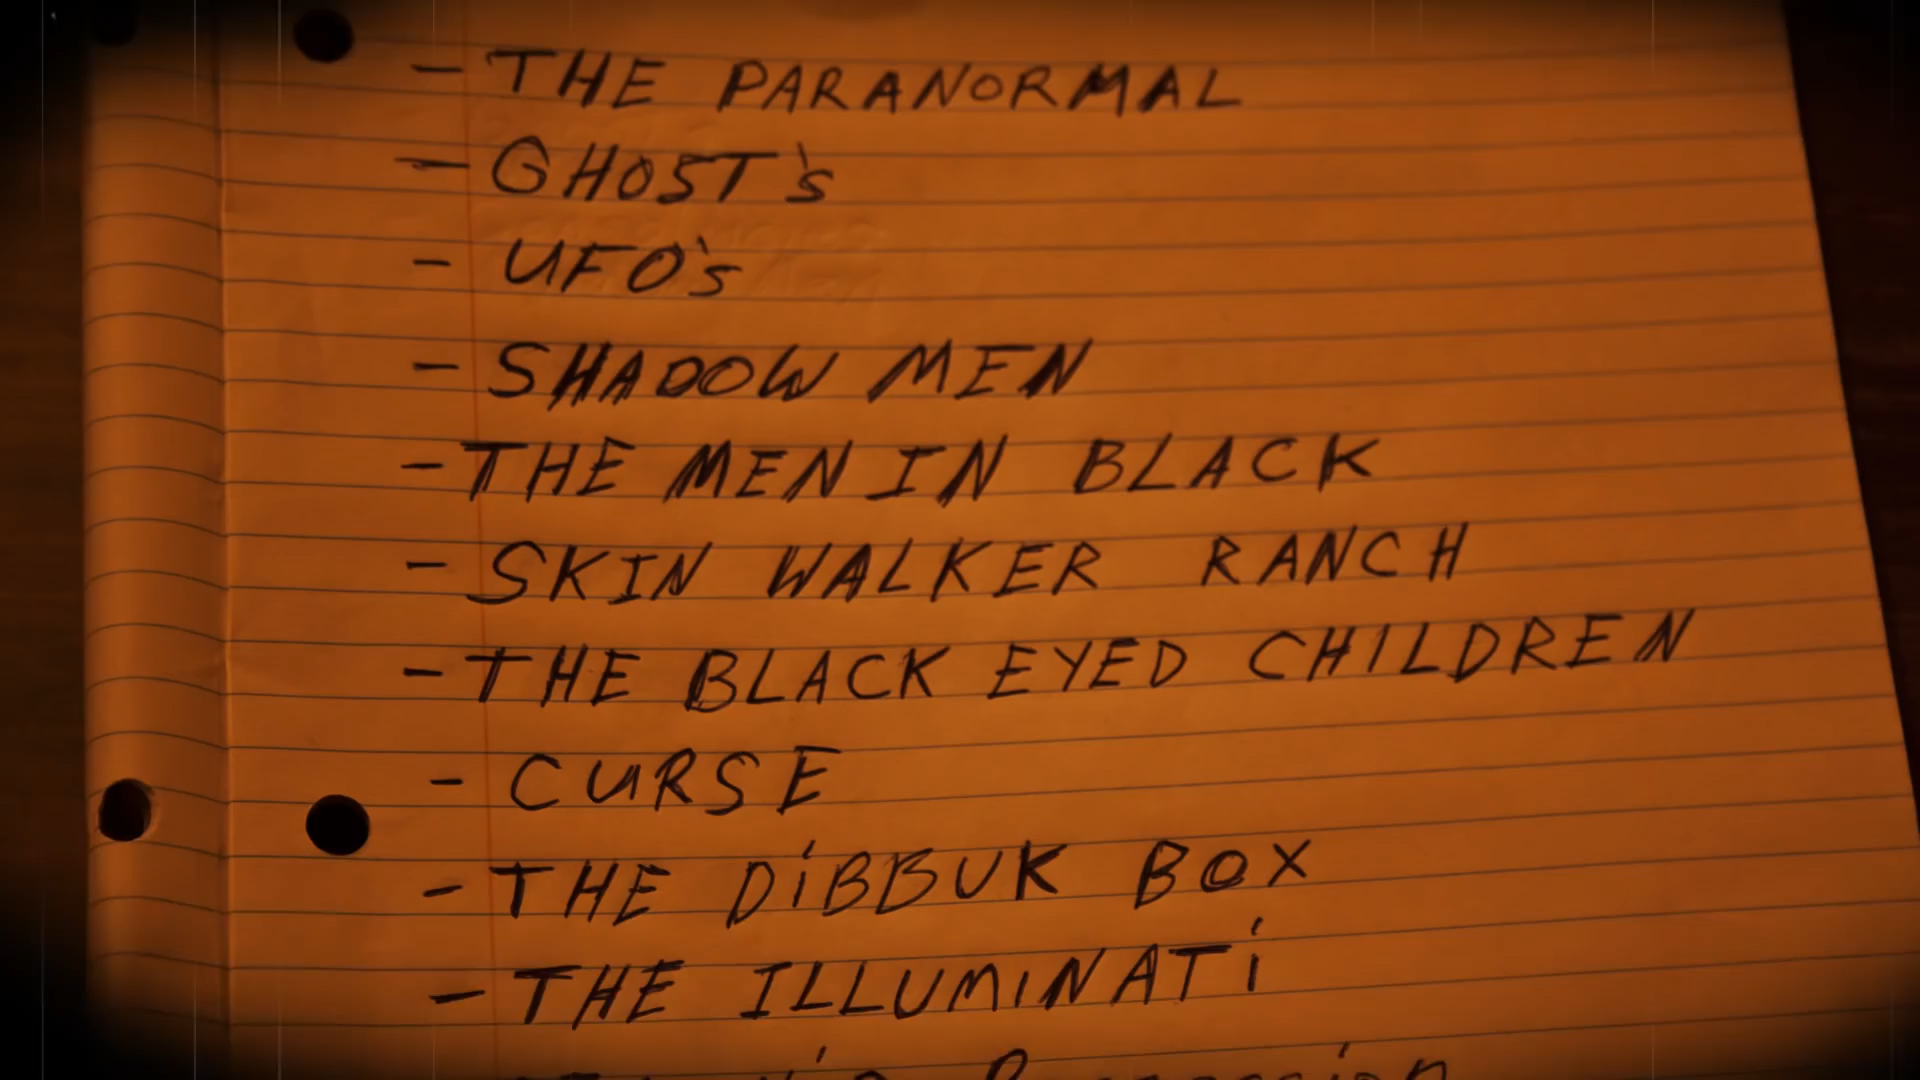 - THE PARANORMAL
- GHOST's
- UFO's
- SHADOW MEN
- THE MEN IN BLACK
- SKIN WALKER RANCH
- THE BLACK EYED CHILDREN
- CURSE
- THE DiBBUK BOX
- THE ILLUMiNATi